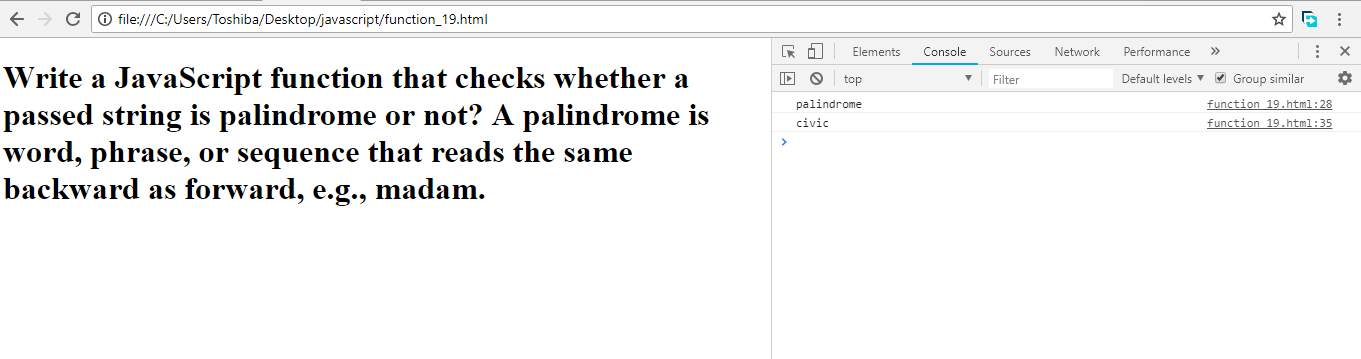 file:///C:/Users/Toshiba/Desktop/javascript/function_19.html
Write a JavaScript function that checks whether a
passed string is palindrome or not? A palindrome is
word, phrase, or sequence that reads the same
backward as forward, e.g., madam.
Elements Console Sources Network Performance »
top Filter Default levels Group similar
palindrome function 19.html:28
civic function 19.html:35